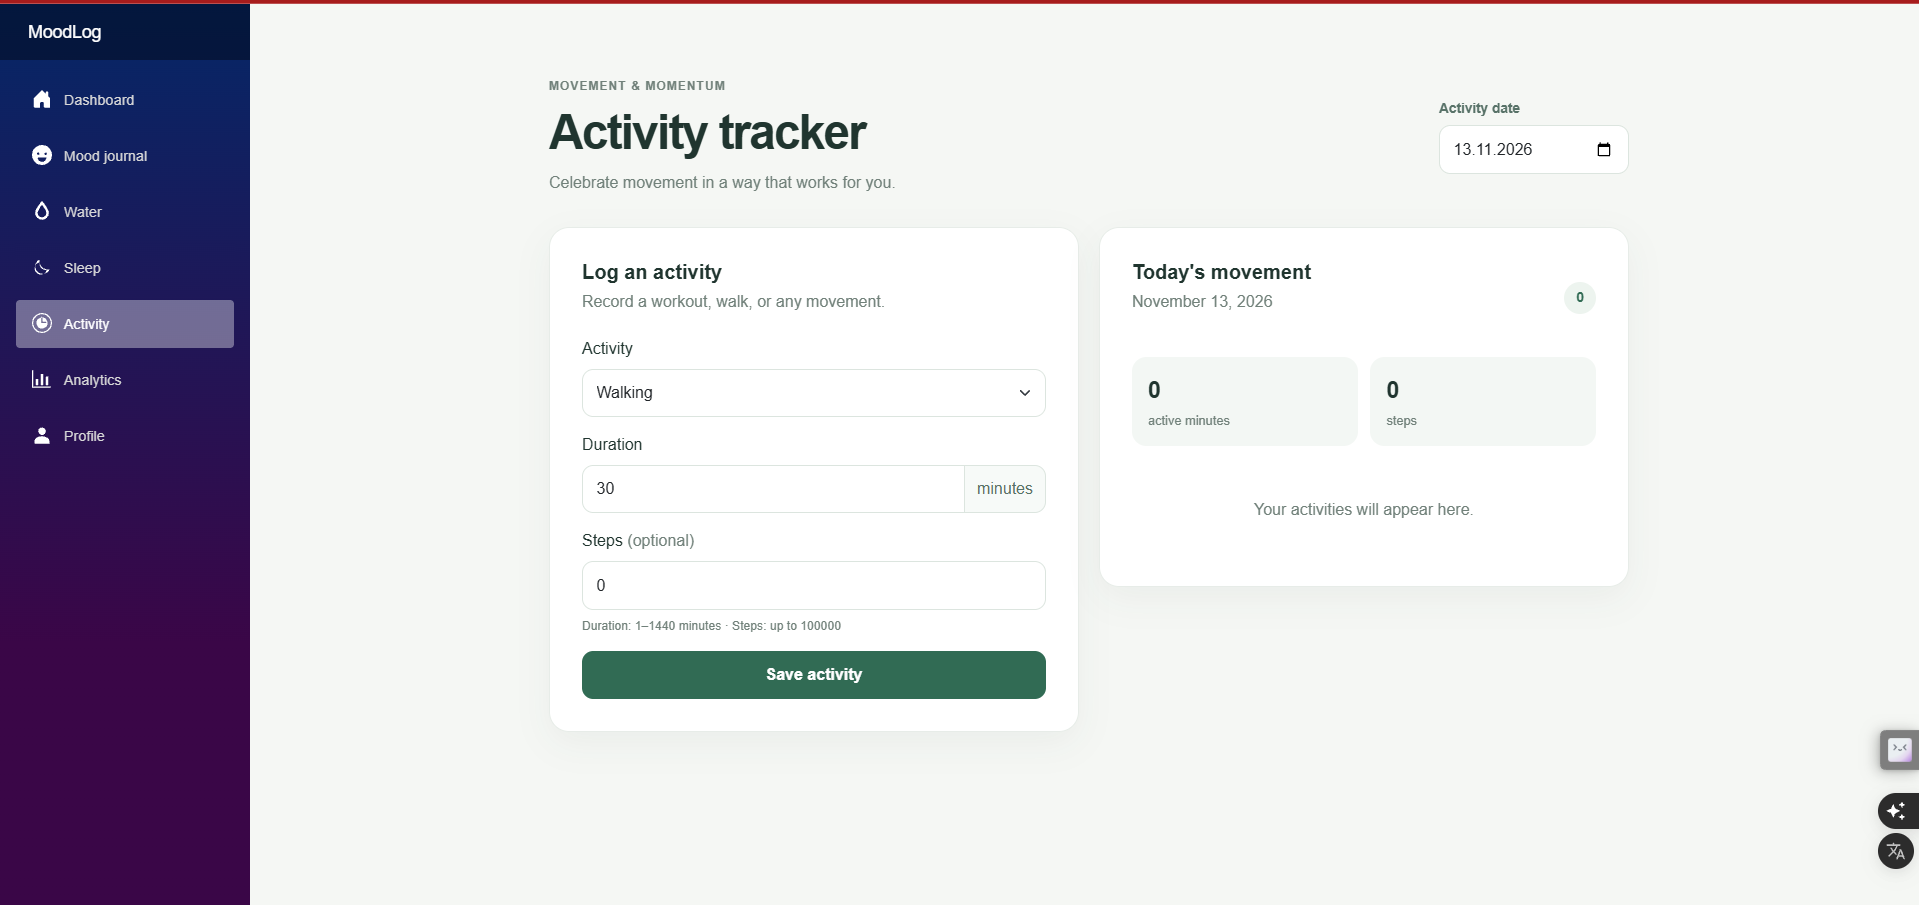 MoodLog
Dashboard
Mood journal
Water
Sleep
Activity
Analytics
Profile
MOVEMENT & MOMENTUM
Activity tracker
Celebrate movement in a way that works for you.
Activity date
13.11.2026
Log an activity
Record a workout, walk, or any movement.
Activity
Walking
Duration
30
minutes
Steps (optional)
0
Duration: 1–1440 minutes · Steps: up to 100000
Save activity
Today's movement
November 13, 2026
0
0
active minutes
0
steps
Your activities will appear here.